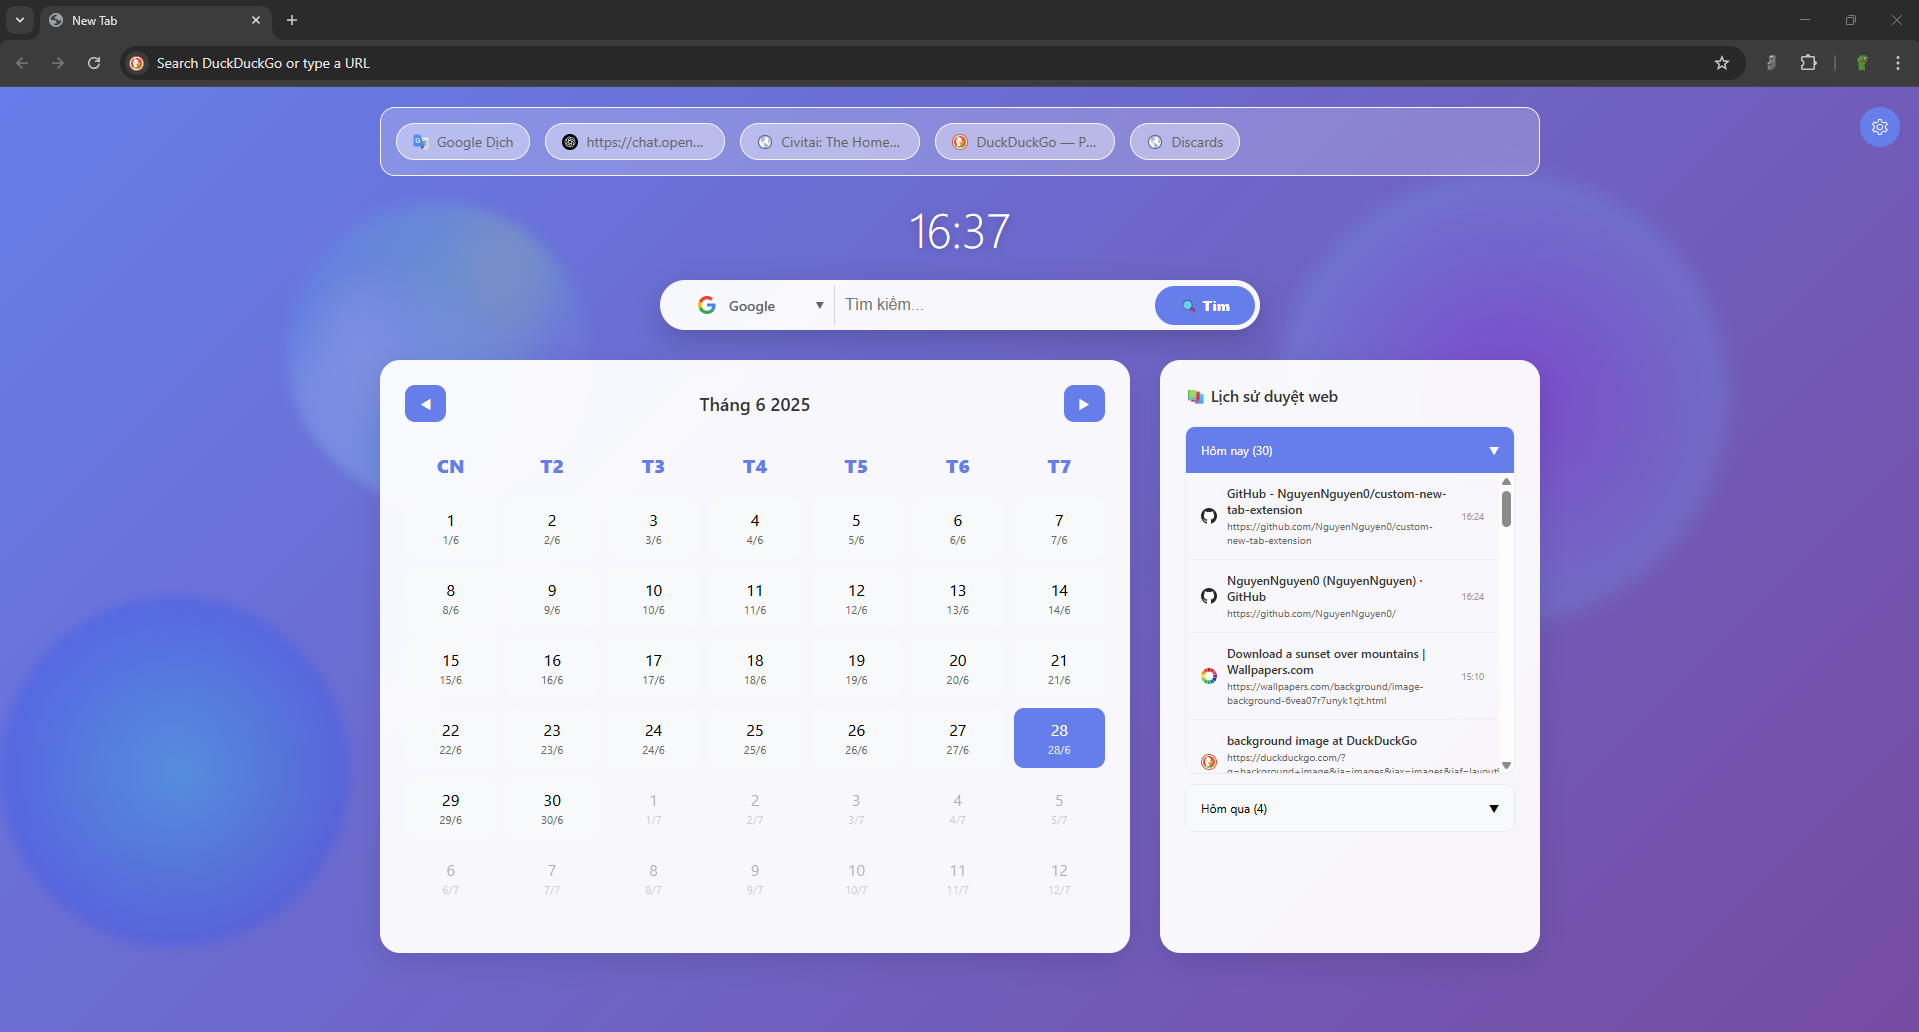 New Tab
Search DuckDuckGo or type a URL
Google Dịch
https://chat.open...
Civitai: The Home...
DuckDuckGo — P...
Discards
16:37
Google
Tìm kiếm...
Tìm
Tháng 6 2025
CN T2 T3 T4 T5 T6 T7
1 2 3 4 5 6 7
1/6 2/6 3/6 4/6 5/6 6/6 7/6
8 9 10 11 12 13 14
8/6 9/6 10/6 11/6 12/6 13/6 14/6
15 16 17 18 19 20 21
15/6 16/6 17/6 18/6 19/6 20/6 21/6
22 23 24 25 26 27 28
22/6 23/6 24/6 25/6 26/6 27/6 28/6
29 30 1 2 3 4 5
29/6 30/6 1/7 2/7 3/7 4/7 5/7
6 7 8 9 10 11 12
6/7 7/7 8/7 9/7 10/7 11/7 12/7
Lịch sử duyệt web
Hôm nay (30)
GitHub - NguyenNguyen0/custom-new-
tab-extension
https://github.com/NguyenNguyen0/custom-
new-tab-extension
16:24
NguyenNguyen0 (NguyenNguyen) ·
GitHub
https://github.com/NguyenNguyen0/
16:24
Download a sunset over mountains |
Wallpapers.com
https://wallpapers.com/background/image-
background-6vea07r7unyk1cjt.html
15:10
background image at DuckDuckGo
https://duckduckgo.com/?
q=background+image&ia=images&iax=images&iaf=layout
Hôm qua (4)